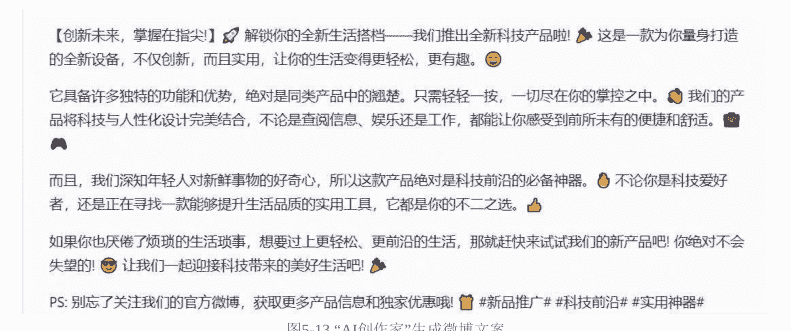 【创新未来，掌握在指尖!】🚀 解锁你的全新生活搭档——我们推出全新科技产品啦! 🎉 这是一款为你量身打造
的全新设备，不仅创新，而且实用，让你的生活变得更轻松，更有趣。😄
它具备许多独特的功能和优势，绝对是同类产品中的翘楚。只需轻轻一按，一切尽在你的掌控之中。👏 我们的产
品将科技与人性化设计完美结合，不论是查阅信息、娱乐还是工作，都能让你感受到前所未有的便捷和舒适。💼
🎮
而且，我们深知年轻人对新鲜事物的好奇心，所以这款产品绝对是科技前沿的必备神器。🔥 不论你是科技爱好
者，还是正在寻找一款能够提升生活品质的实用工具，它都是你的不二之选。👍
如果你也厌倦了烦琐的生活琐事，想要过上更轻松、更前沿的生活，那就赶快来试试我们的新产品吧! 你绝对不会
失望的! 😎 让我们一起迎接科技带来的美好生活吧! 🎉
PS: 别忘了关注我们的官方微博，获取更多产品信息和独家优惠哦! 👕 #新品推广# #科技前沿# #实用神器#
图5-13 “AI创作家”生成微博文案